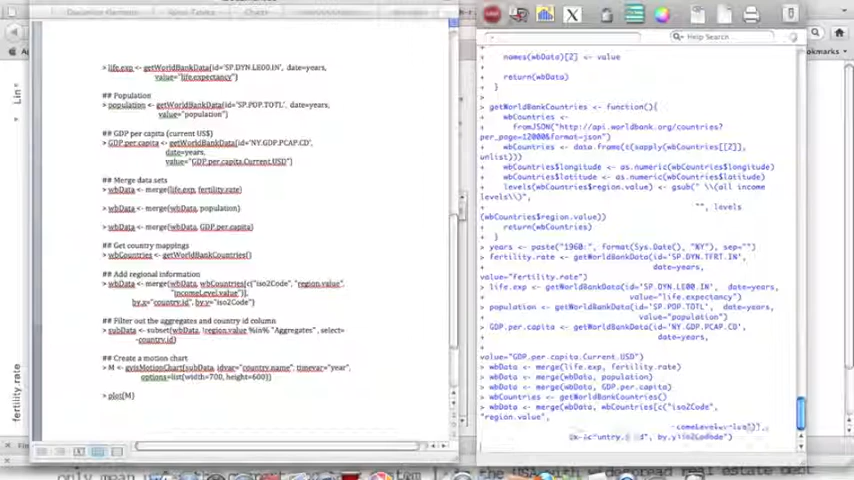 > life.exp <- getWorldBankData(id='SP.DYN.LE00.IN', date=years,
value="life.expectancy")
## Population
> population <- getWorldBankData(id='SP.POP.TOTL', date=years,
value="population")
## GDP per capita (current US$)
> GDP.per.capita <- getWorldBankData(id='NY.GDP.PCAP.CD',
date=years,
value="GDP.per.capita.Current.USD")
## Merge data sets
> wbData <- merge(life.exp, fertility.rate)
> wbData <- merge(wbData, population)
> wbData <- merge(wbData, GDP.per.capita)
## Get country mappings
> wbCountries <- getWorldBankCountries()
## Add regional information
> wbData <- merge(wbData, wbCountries[c("iso2Code", "region.value",
"incomeLevel.value")],
by.x="country.id", by.y="iso2Code")
## Filter out the aggregates and country id column
> subData <- subset(wbData, !region.value %in% "Aggregates" , select=
-country.id)
## Create a motion chart
> M <- gvisMotionChart(subData, idvar="country.name", timevar="year",
options=list(width=700, height=600))
> plot(M)
fertility.rate
Lin
Help Search
okmarks
+ names(wbData)[2] <- value
+
+ return(wbData)
+ }
>
> getWorldBankCountries <- function(){
+ wbCountries <-
+ fromJSON("http://api.worldbank.org/countries?
per_page=12000&format=json")
+ wbCountries <- data.frame(t(sapply(wbCountries[[2]],
unlist)))
+ wbCountries$longitude <- as.numeric(wbCountries$longitude)
+ wbCountries$latitude <- as.numeric(wbCountries$latitude)
+ levels(wbCountries$region.value) <- gsub(" \\(all income
levels\\)",
+ "", levels
(wbCountries$region.value))
+ return(wbCountries)
+ }
> years <- paste("1960:", format(Sys.Date(), "%Y"), sep="")
> fertility.rate <- getWorldBankData(id='SP.DYN.TFRT.IN',
+ date=years,
value="fertility.rate")
> life.exp <- getWorldBankData(id='SP.DYN.LE00.IN', date=years,
+ value="life.expectancy")
> population <- getWorldBankData(id='SP.POP.TOTL', date=years,
+ value="population")
> GDP.per.capita <- getWorldBankData(id='NY.GDP.PCAP.CD',
+ date=years,
+
value="GDP.per.capita.Current.USD")
> wbData <- merge(life.exp, fertility.rate)
> wbData <- merge(wbData, population)
> wbData <- merge(wbData, GDP.per.capita)
> wbCountries <- getWorldBankCountries()
> wbData <- merge(wbData, wbCountries[c("iso2Code",
"region.value",
+
+
only mean
the USA with
real estate